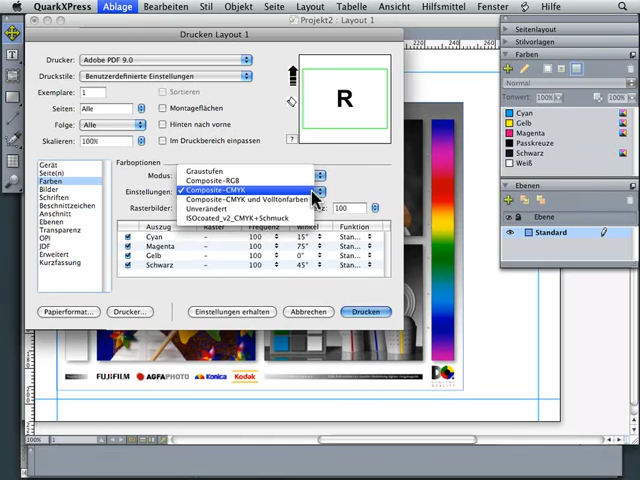 QuarkXPress Ablage Bearbeiten Stil Objekt Seite Layout Tabelle Ansicht Hilfsmittel Fenster
Projekt2 : Layout 1
Drucken Layout 1
Drucker: Adobe PDF 9.0
Druckstile: Benutzerdefinierte Einstellungen
Exemplare: 1 Sortieren
Seiten: Alle Montageflächen
Folge: Alle Hinten nach vorne
Skalieren: 100% Im Druckbereich einpassen
R
?
Gerät
Seite(n)
Farben
Bilder
Schriften
Beschnittzeichen
Anschnitt
Ebenen
Transparenz
OPI
JDF
Erweitert
Kurzfassung
Farboptionen
Modus:
Einstellungen:
Rasterbilder: 100
Graustufen
Composite-RGB
✓ Composite-CMYK
Composite-CMYK und Volltonfarben
Unverändert
ISOcoated_v2_CMYK+Schmuck
Auszug Raster Frequenz Winkel Funktion
Cyan – 100 15° Stan...
Magenta – 100 75° Stan...
Gelb – 100 0° Stan...
Schwarz – 100 45° Stan...
Papierformat... Drucker... Einstellungen erhalten Abbrechen Drucken
Seitenlayout
Stilvorlagen
Farben
Normal
Tonwert: 100% 100%
Cyan
Gelb
Magenta
Passkreuze
Schwarz
Weiß
Ebenen
Ebene
Standard
FUJIFILM AGFAPHOTO Konica Kodak
100% 1